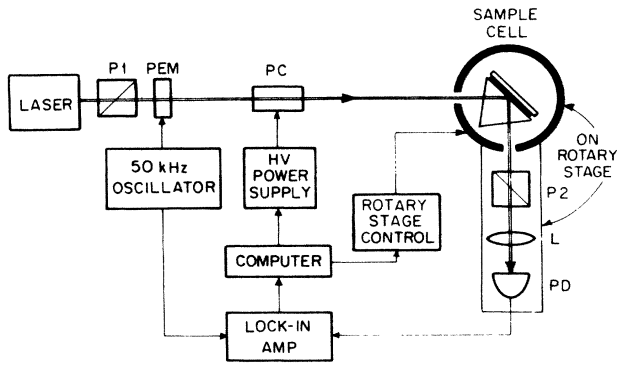 SAMPLE
CELL
P1
PEM
PC
LASER
ON
ROTARY
STAGE
50 kHz
OSCILLATOR
HV
POWER
SUPPLY
P2
ROTARY
STAGE
CONTROL
L
COMPUTER
PD
LOCK-IN
AMP